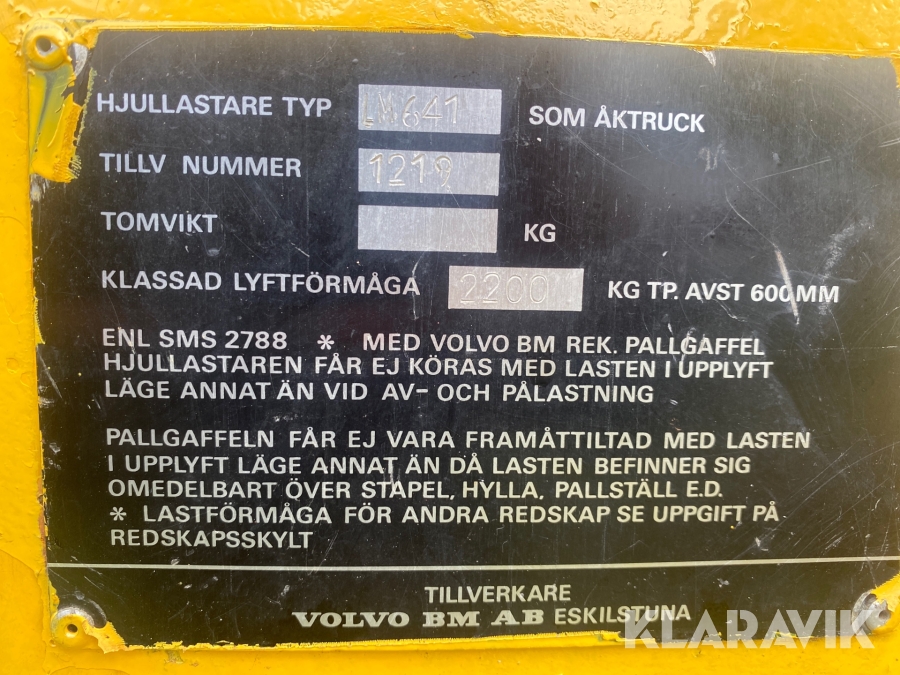 HJULLASTARE TYP LM641 SOM ÅKTRUCK
TILLV NUMMER 1219
TOMVIKT KG
KLASSAD LYFTFÖRMÅGA 2200 KG TP. AVST 600MM
ENL SMS 2788 * MED VOLVO BM REK. PALLGAFFEL
HJULLASTAREN FÅR EJ KÖRAS MED LASTEN I UPPLYFT
LÄGE ANNAT ÄN VID AV- OCH PÅLASTNING
PALLGAFFELN FÅR EJ VARA FRAMÅTTILTAD MED LASTEN
I UPPLYFT LÄGE ANNAT ÄN DÅ LASTEN BEFINNER SIG
OMEDELBART ÖVER STAPEL, HYLLA, PALLSTÄLL E.D.
* LASTFÖRMÅGA FÖR ANDRA REDSKAP SE UPPGIFT PÅ
REDSKAPSSKYLT
TILLVERKARE
VOLVO BM AB ESKILSTUNA
KLARAVIK